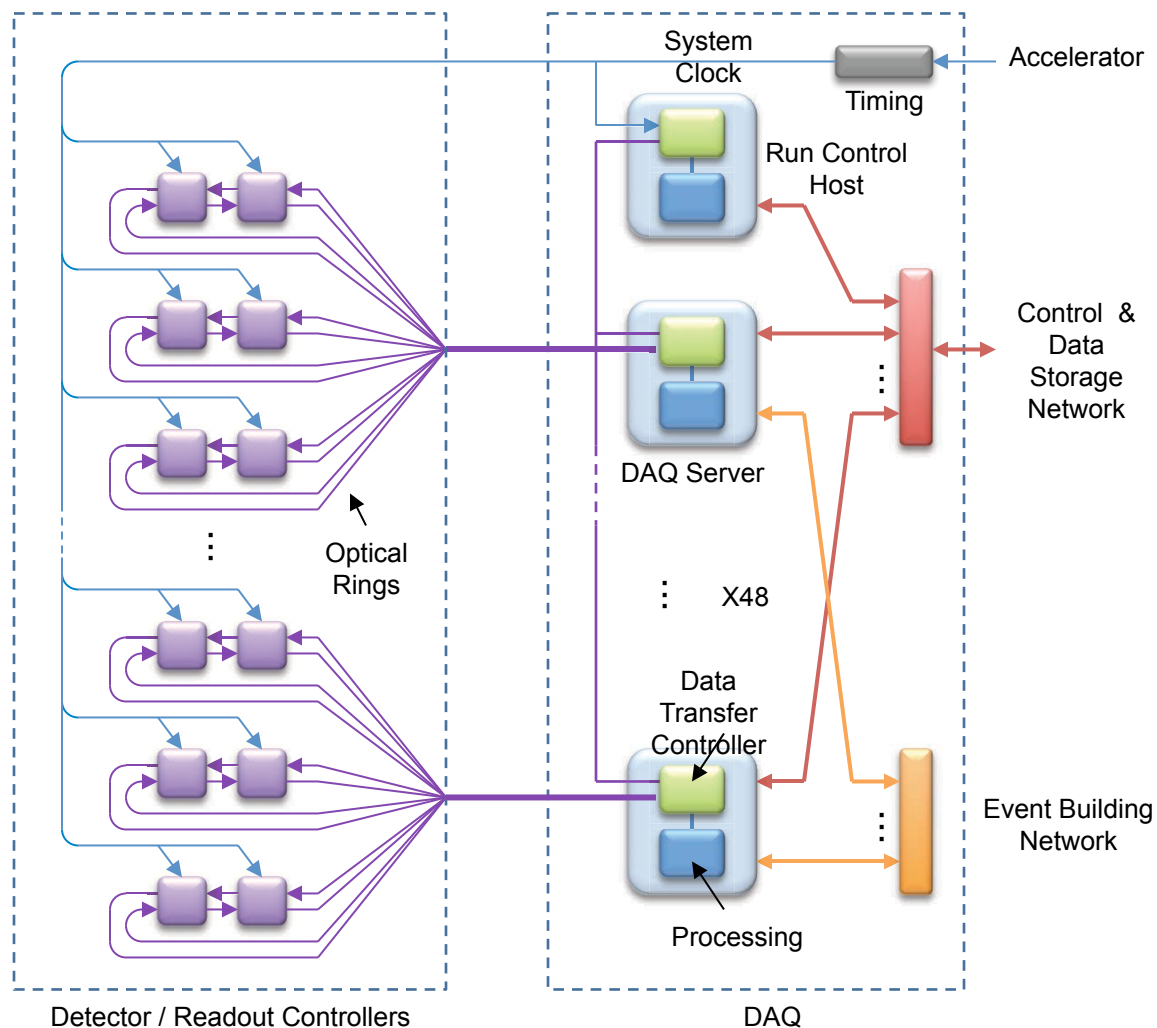 System
Clock
Accelerator
Timing
Run Control
Host
Control &
Data
Storage
Network
DAQ Server
Optical
Rings
X48
Data
Transfer
Controller
Event Building
Network
Processing
Detector / Readout Controllers
DAQ